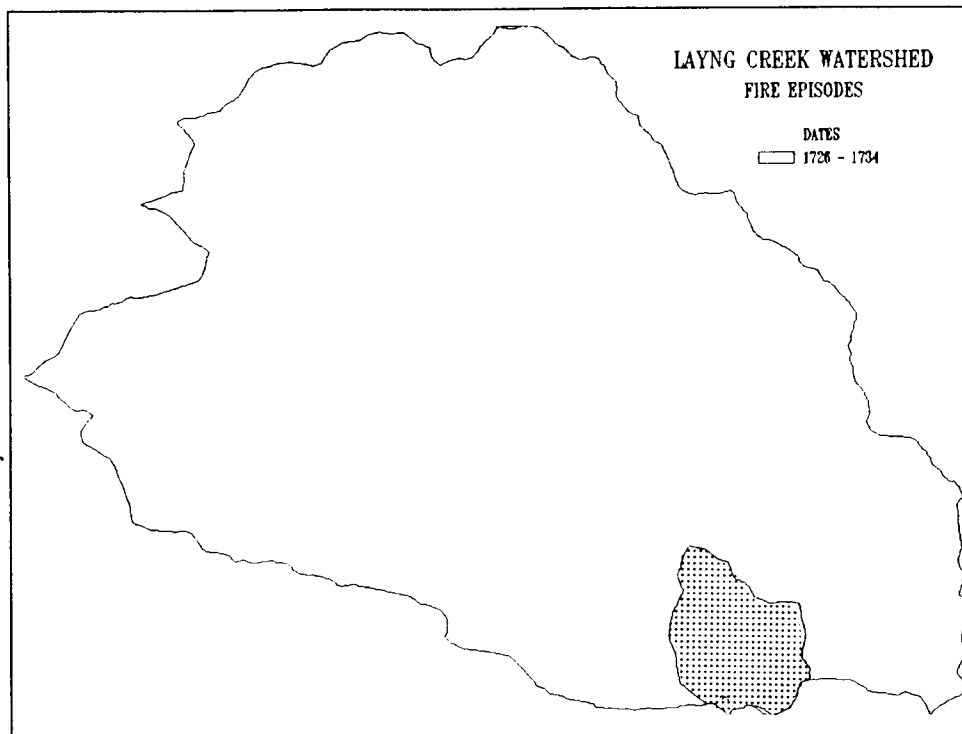 LAYNG CREEK WATERSHED
FIRE EPISODES
DATES
1726 - 1734